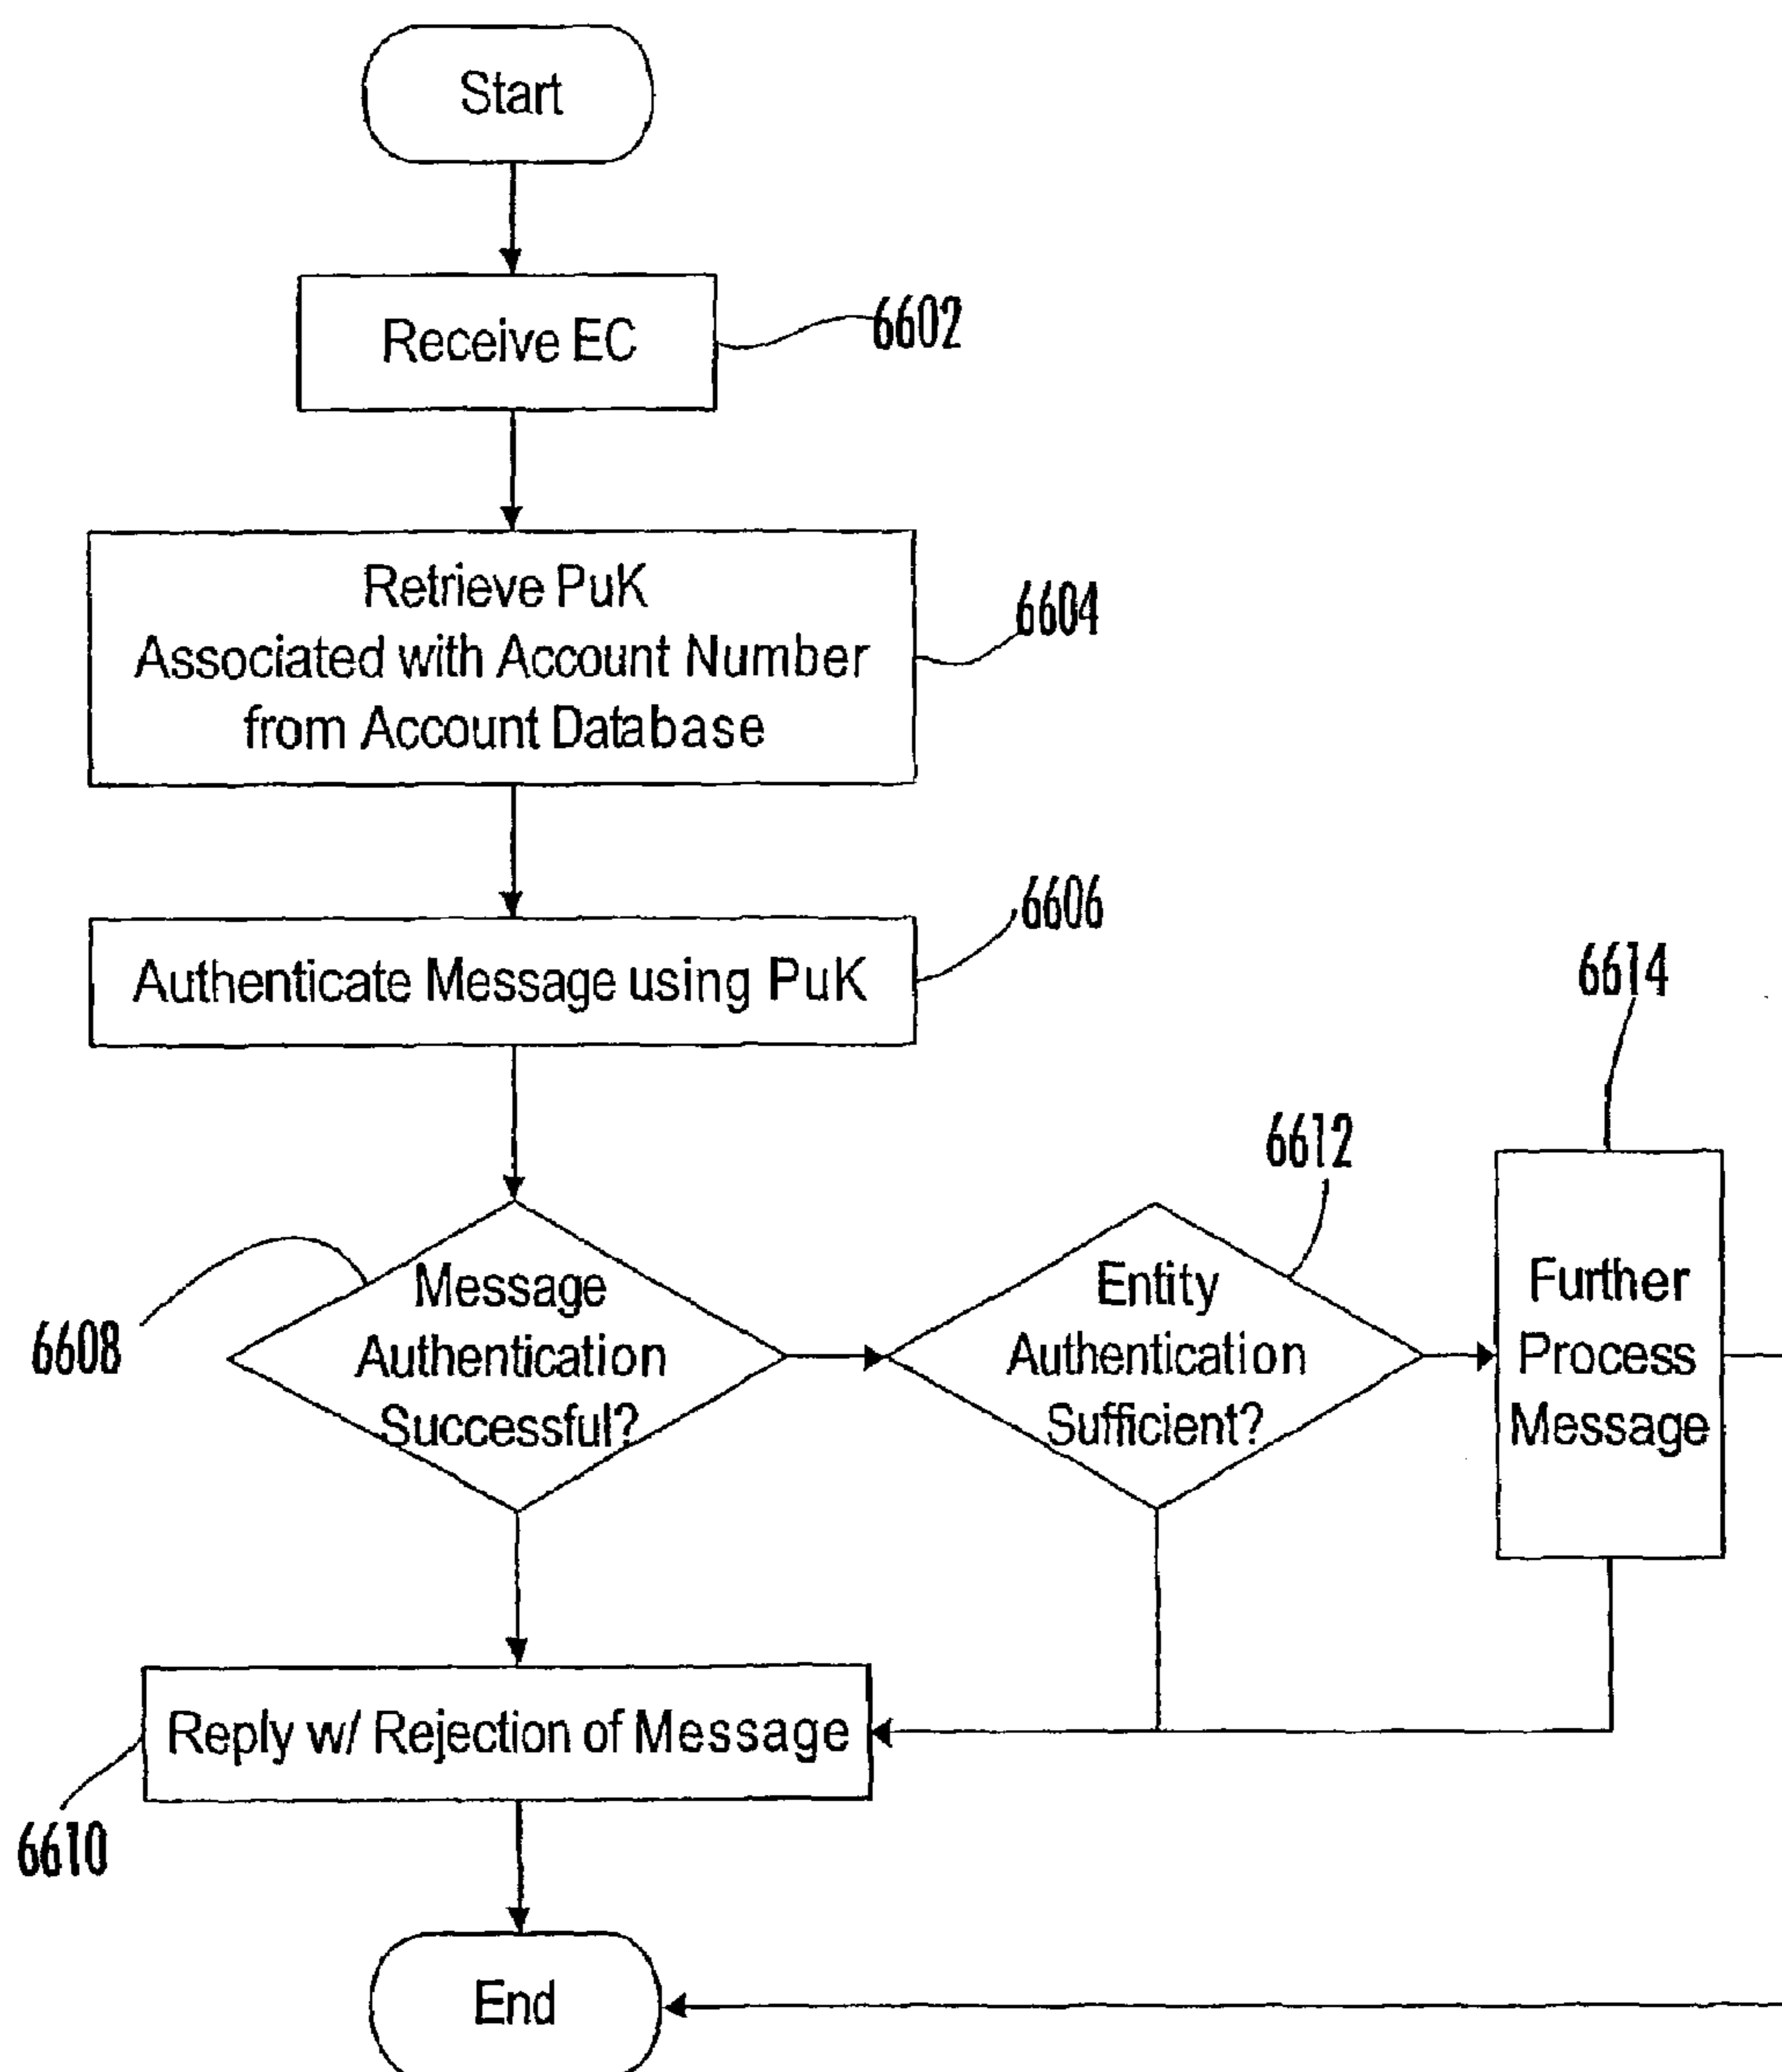 Start
Receive EC
6602
Retrieve PuK
Associated with Account Number
from Account Database
6604
Authenticate Message using PuK
6606
6614
6612
Message
Authentication
Successful?
6608
Entity
Authentication
Sufficient?
Further
Process
Message
Reply w/ Rejection of Message
6610
End